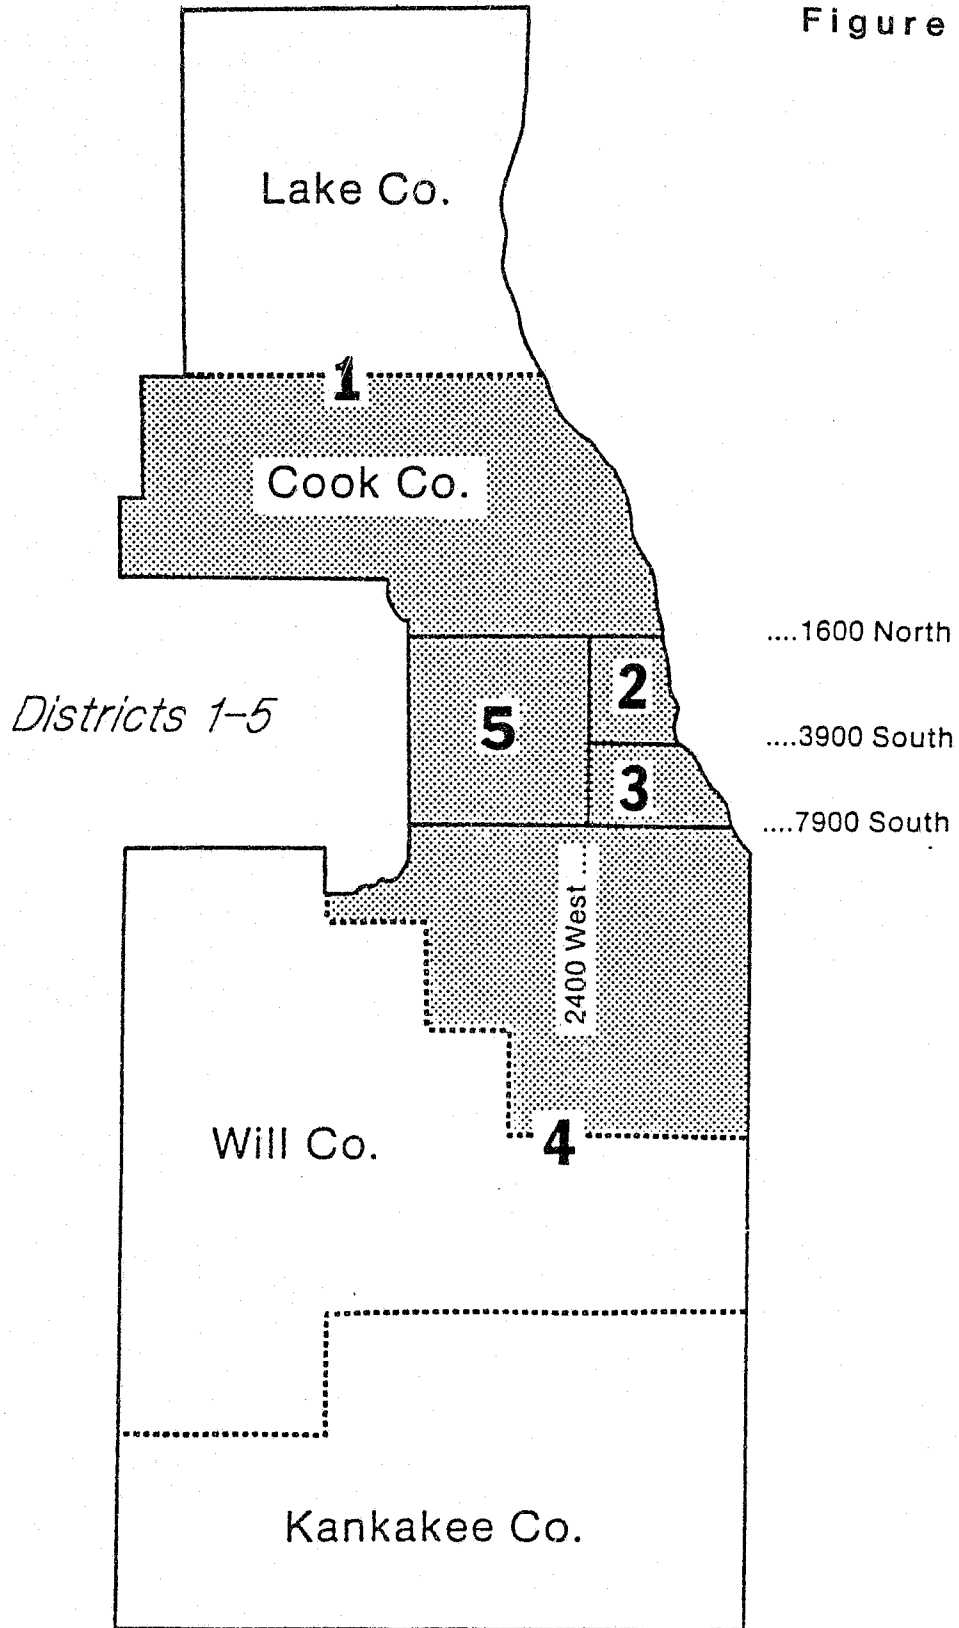 Figure
Lake Co.
1
Cook Co.
....1600 North
2
Districts 1-5
5
....3900 South
3
....7900 South
2400 West ....
4
Will Co.
Kankakee Co.